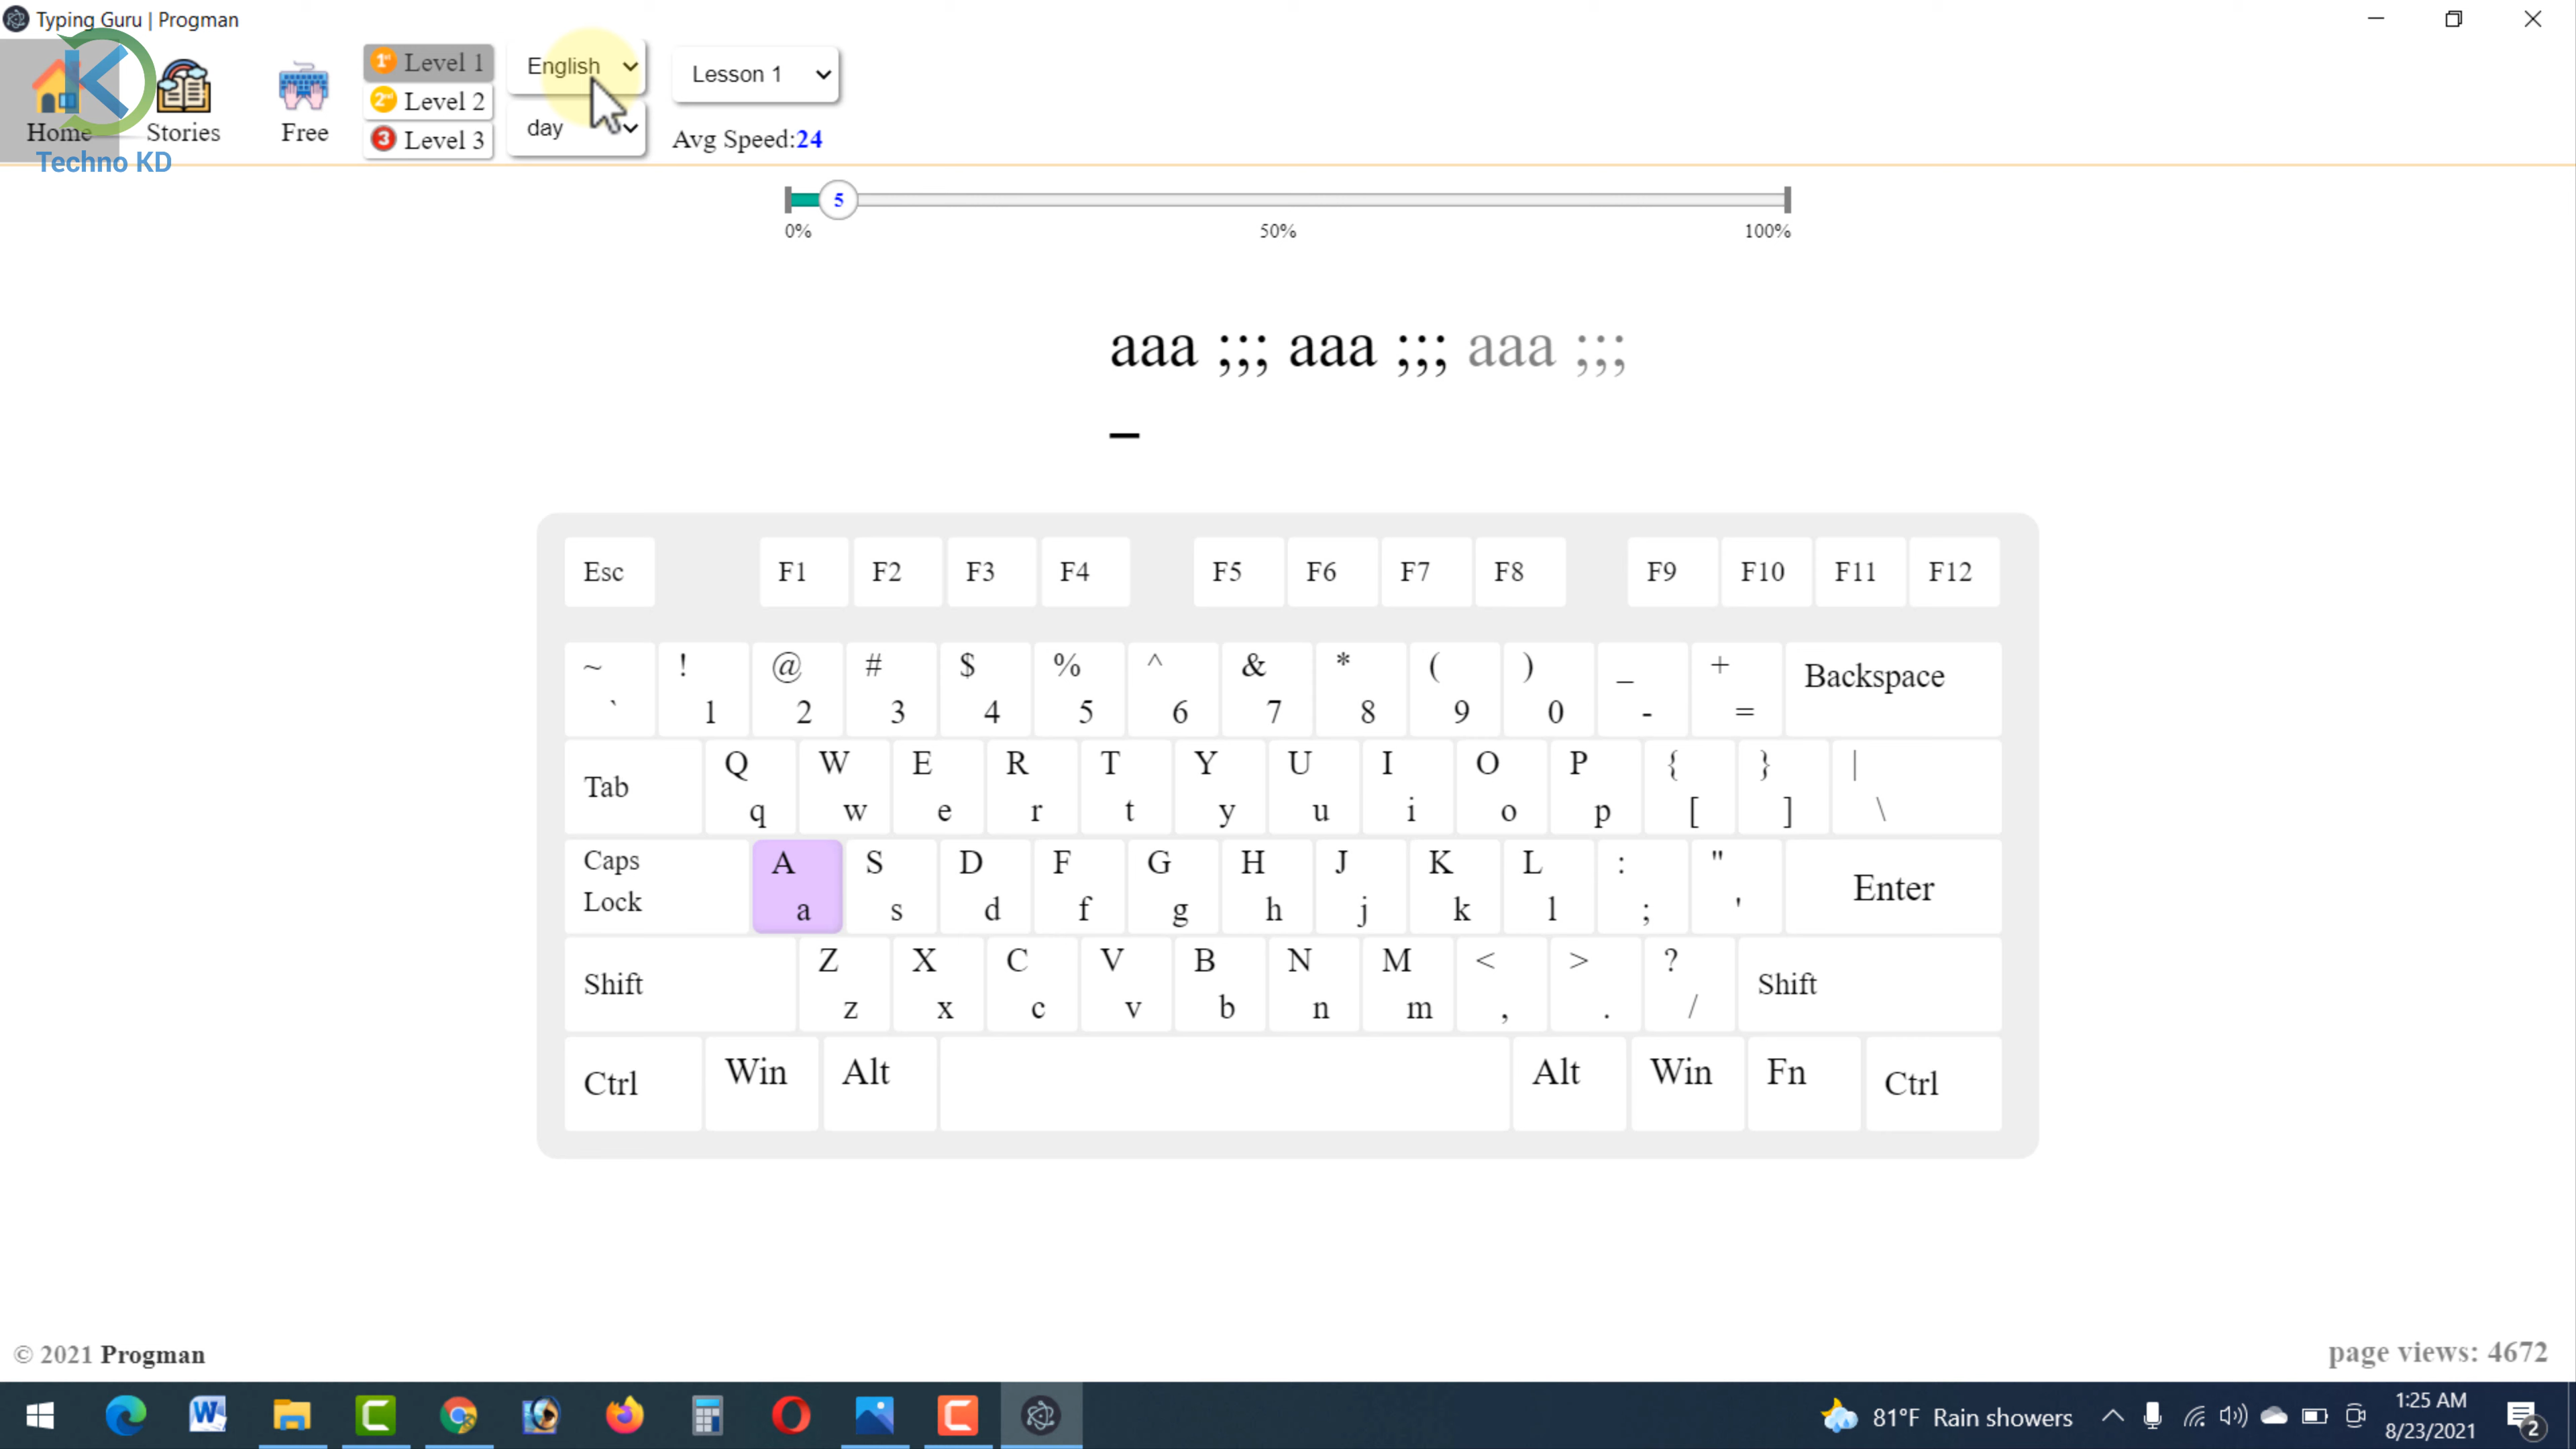 Typing Guru | Progman
Home
Stories
Free
1st Level 1
2nd Level 2
3 Level 3
English
day
Lesson 1
Avg Speed:24
Techno KD
5
0%
50%
100%
aaa ;;; aaa ;;; aaa ;;;
_
Esc F1 F2 F3 F4 F5 F6 F7 F8 F9 F10 F11 F12
~ ! @ # $ % ^ & * ( ) _ + Backspace
` 1 2 3 4 5 6 7 8 9 0 - =
Tab Q W E R T Y U I O P { } |
q w e r t y u i o p [ ] \
Caps A S D F G H J K L : " Enter
Lock a s d f g h j k l ; '
Shift Z X C V B N M < > ? Shift
z x c v b n m , . /
Ctrl Win Alt Alt Win Fn Ctrl
© 2021 Progman
page views: 4672
81°F Rain showers
1:25 AM
8/23/2021
2